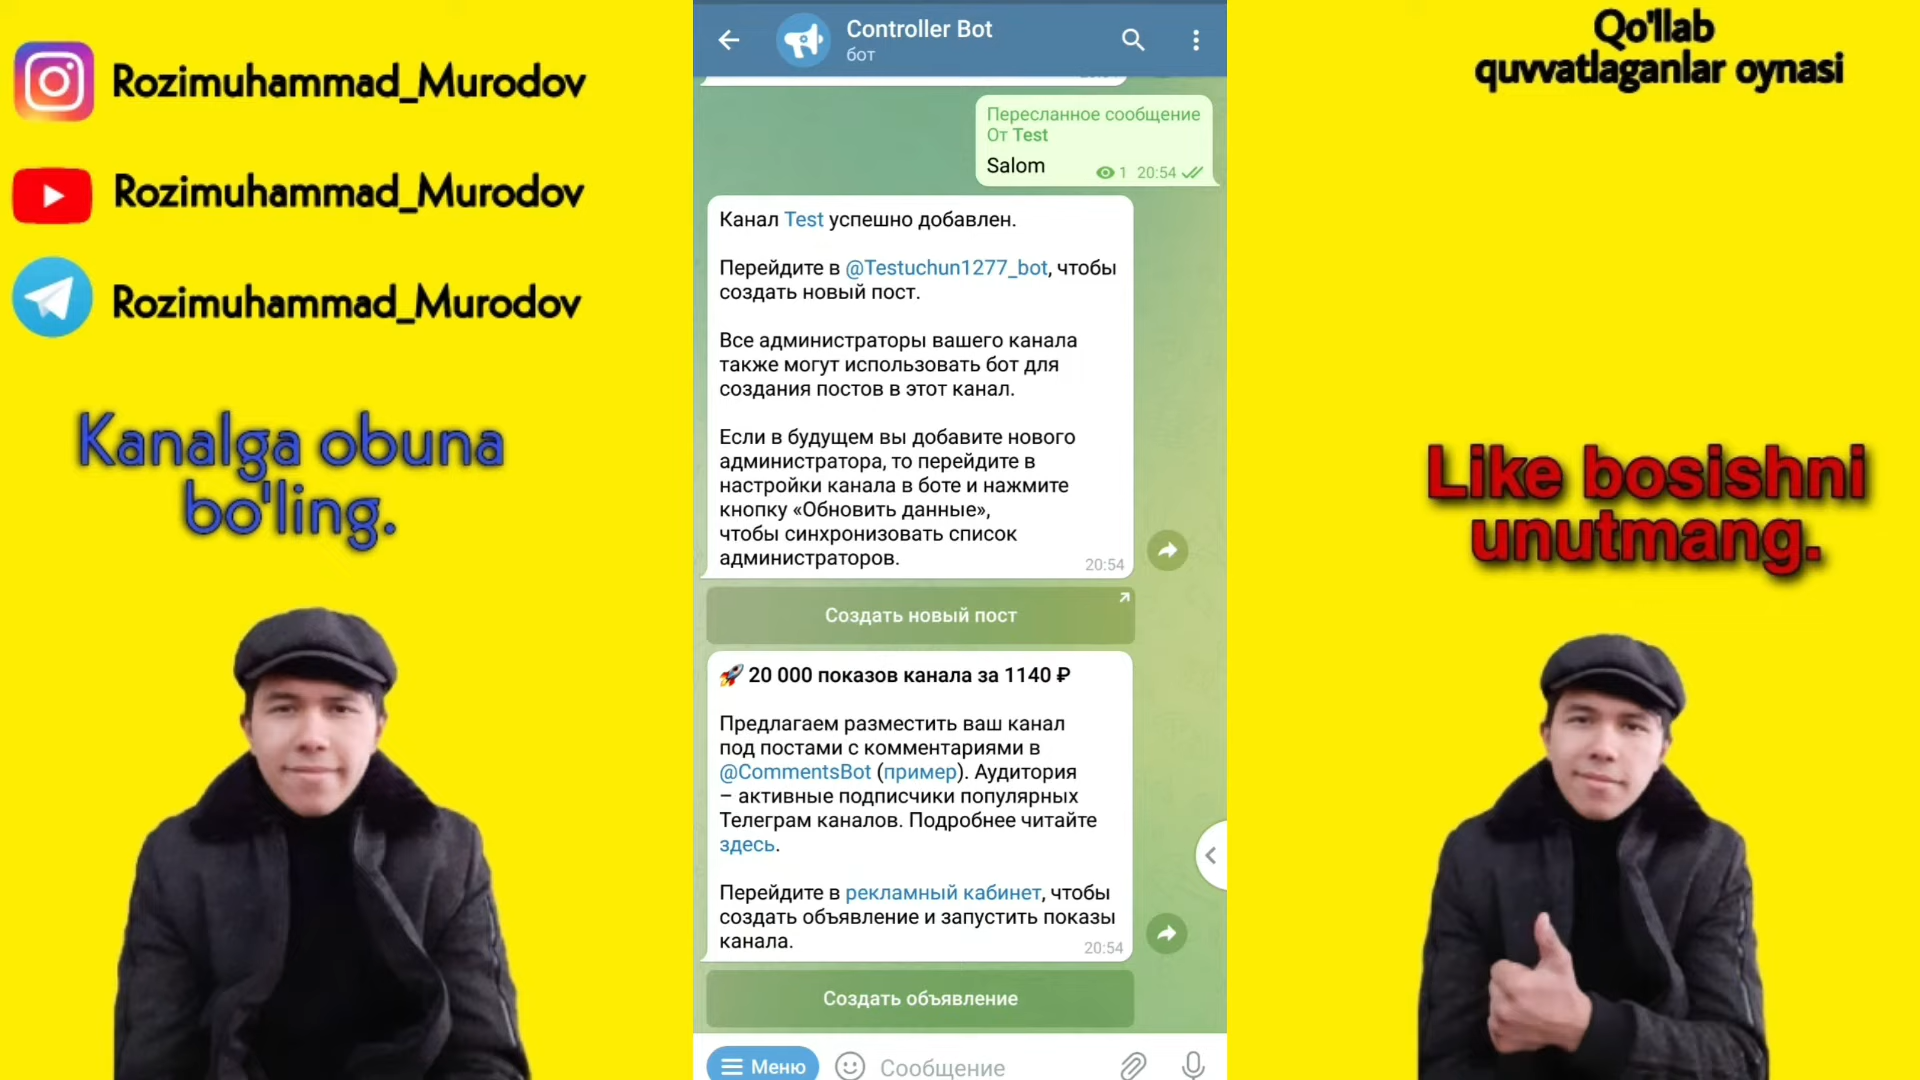 Rozimuhammad_Murodov
Rozimuhammad_Murodov
Rozimuhammad_Murodov
Kanalga obuna
bo'ling.
Controller Bot
бот
Пересланное сообщение
От Test
Salom
1 20:54
Канал Test успешно добавлен.
Перейдите в @Testuchun1277_bot, чтобы
создать новый пост.
Все администраторы вашего канала
также могут использовать бот для
создания постов в этот канал.
Если в будущем вы добавите нового
администратора, то перейдите в
настройки канала в боте и нажмите
кнопку «Обновить данные»,
чтобы синхронизовать список
администраторов.
20:54
Создать новый пост
🚀 20 000 показов канала за 1140 ₽
Предлагаем разместить ваш канал
под постами с комментариями в
@CommentsBot (пример). Аудитория
– активные подписчики популярных
Телеграм каналов. Подробнее читайте
здесь.
Перейдите в рекламный кабинет, чтобы
создать объявление и запустить показы
канала.
20:54
Создать объявление
Меню
Сообщение
Qo'llab
quvvatlaganlar oynasi
Like bosishni
unutmang.